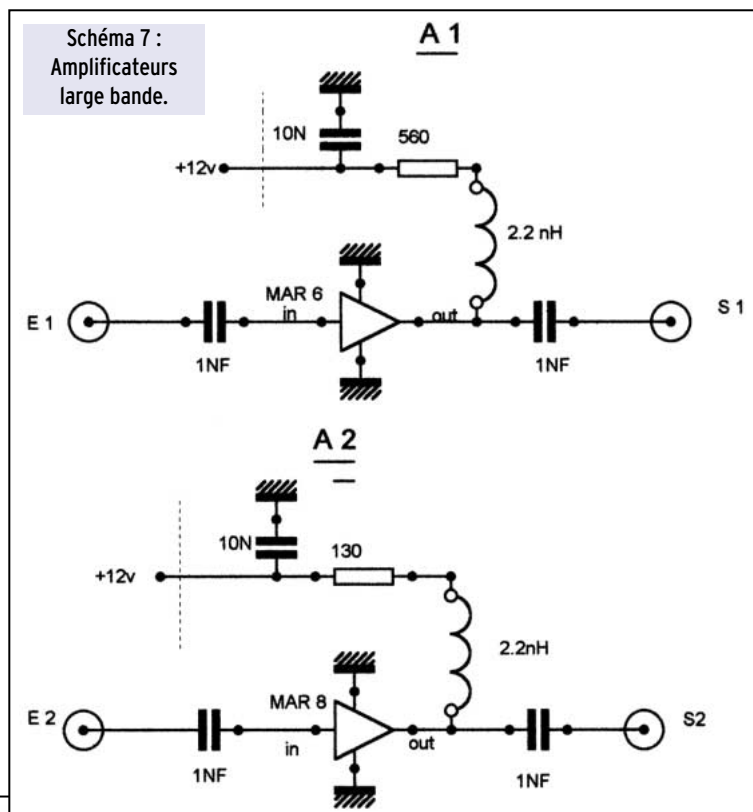 Schéma 7 :
Amplificateurs
large bande.
A 1
10N
560
+12v
2.2 nH
MAR 6
E 1
in
out
S 1
1NF
1NF
A 2
10N
130
+12v
2.2nH
MAR 8
E 2
in
out
S2
1NF
1NF